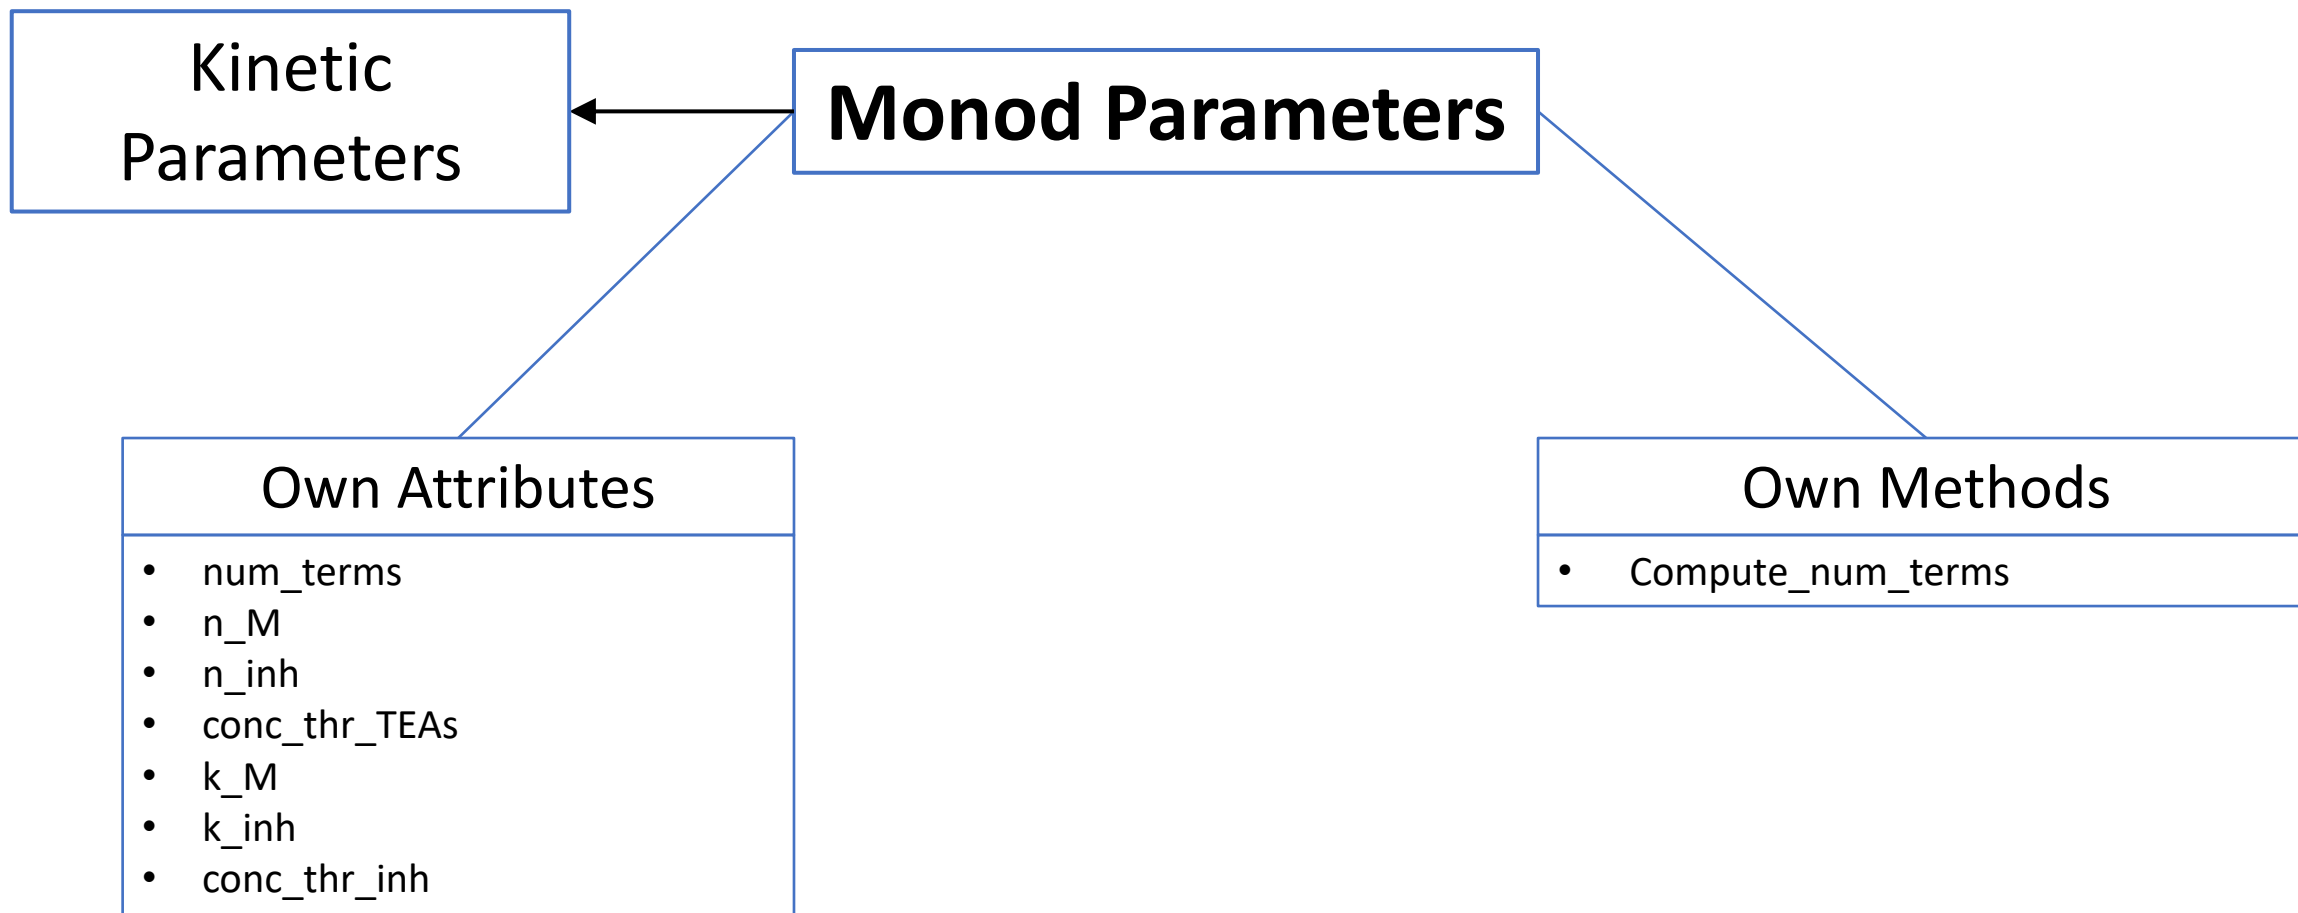 Kinetic
Parameters
Monod Parameters
Own Attributes
• num_terms
• n_M
• n_inh
• conc_thr_TEAs
• k_M
• k_inh
• conc_thr_inh
Own Methods
• Compute_num_terms